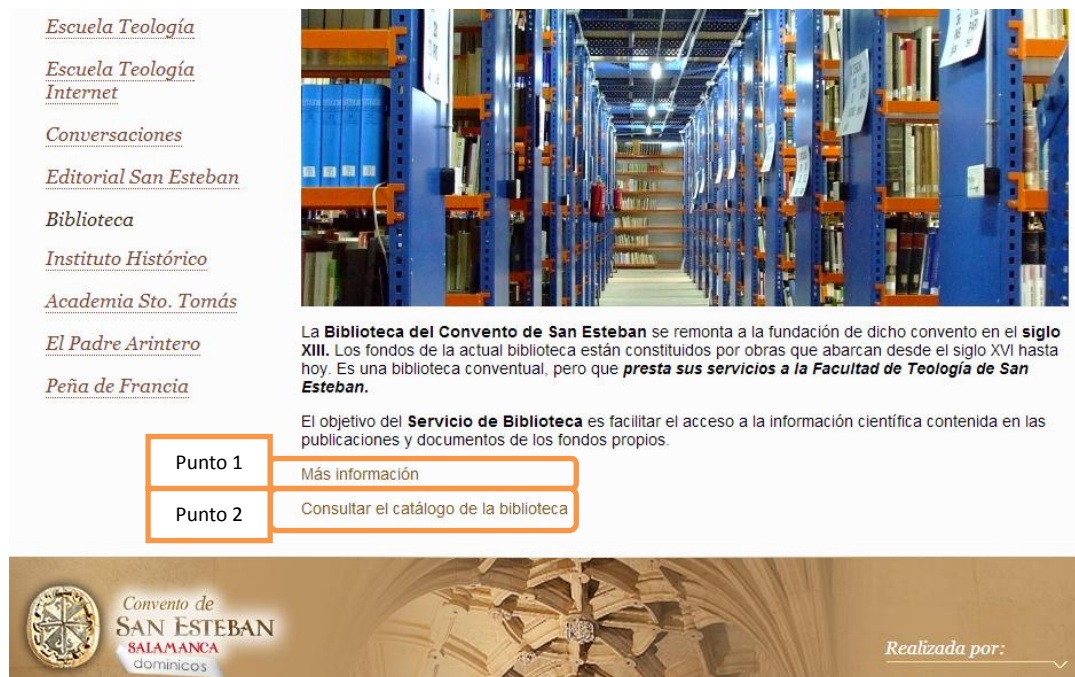 Escuela Teología
Escuela Teología
Internet
Conversaciones
Editorial San Esteban
Biblioteca
Instituto Histórico
Academia Sto. Tomás
El Padre Arintero
Peña de Francia
La Biblioteca del Convento de San Esteban se remonta a la fundación de dicho convento en el siglo
XIII. Los fondos de la actual biblioteca están constituidos por obras que abarcan desde el siglo XVI hasta
hoy. Es una biblioteca conventual, pero que presta sus servicios a la Facultad de Teología de San
Esteban.
El objetivo del Servicio de Biblioteca es facilitar el acceso a la información científica contenida en las
publicaciones y documentos de los fondos propios.
Punto 1
Más información
Punto 2
Consultar el catálogo de la biblioteca
Convento de
SAN ESTEBAN
SALAMANCA
dominicos
Realizada por: